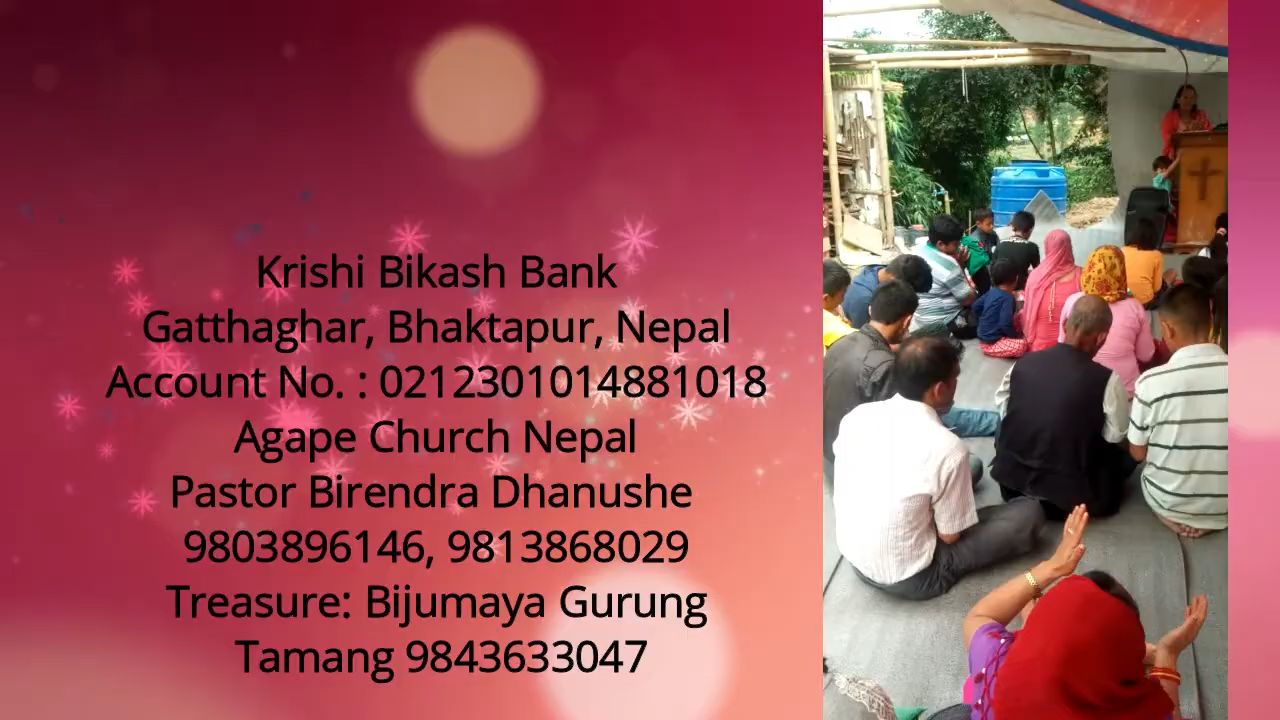 Krishi Bikash Bank
Gatthaghar, Bhaktapur, Nepal
Account No. : 0212301014881018
Agape Church Nepal
Pastor Birendra Dhanushe
9803896146, 9813868029
Treasure: Bijumaya Gurung
Tamang 9843633047